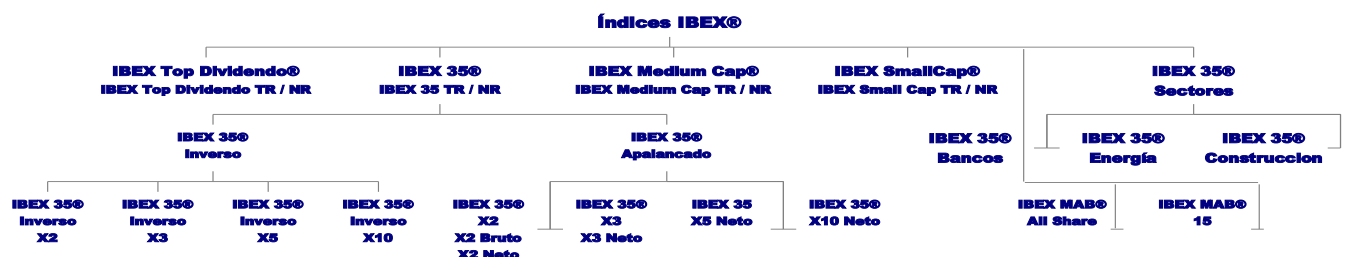 Índices IBEX®
IBEX Top Dividendo®
IBEX Top Dividendo TR / NR
IBEX 35®
IBEX 35 TR / NR
IBEX Medium Cap®
IBEX Medium Cap TR / NR
IBEX SmallCap®
IBEX Small Cap TR / NR
IBEX 35®
Sectores
IBEX 35®
Inverso
IBEX 35®
Apalancado
IBEX 35®
Bancos
IBEX 35®
Energía
IBEX 35®
Construccion
IBEX 35®
Inverso
X2
IBEX 35®
Inverso
X3
IBEX 35®
Inverso
X5
IBEX 35®
Inverso
X10
IBEX 35®
X2
X2 Bruto
X2 Neto
IBEX 35®
X3
X3 Neto
IBEX 35
X5 Neto
IBEX 35®
X10 Neto
IBEX MAB®
All Share
IBEX MAB®
15